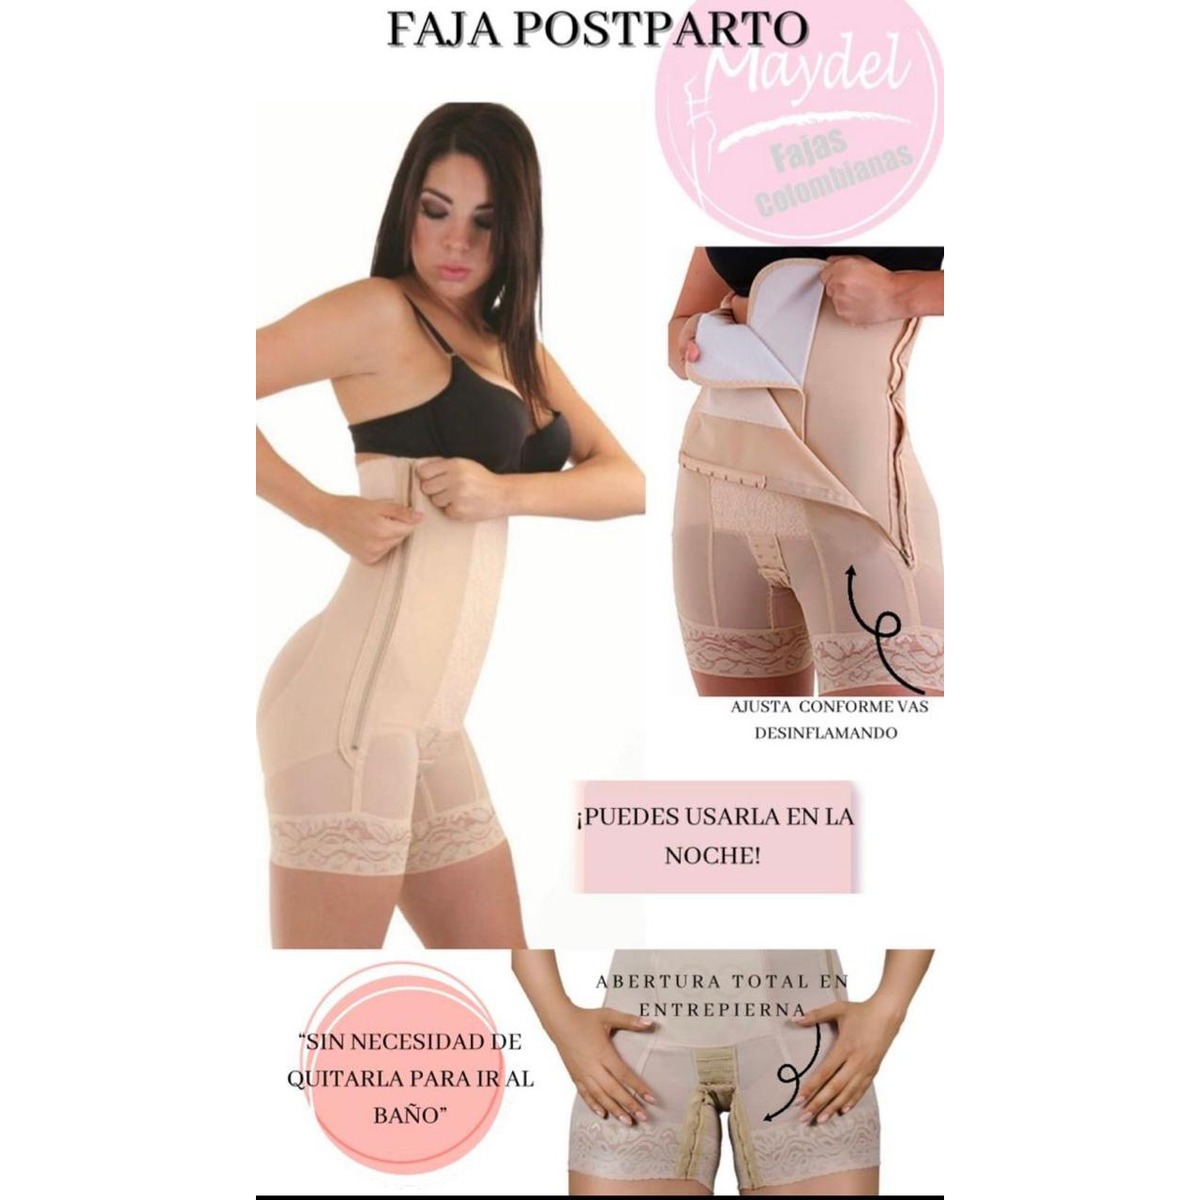 FAJA POSTPARTO
Maydel
Fajas
Colombianas
AJUSTA CONFORME VAS
DESINFLAMANDO
¡PUEDES USARLA EN LA
NOCHE!
ABERTURA TOTAL EN
ENTREPIERNA
“SIN NECESIDAD DE
QUITARLA PARA IR AL
BAÑO”